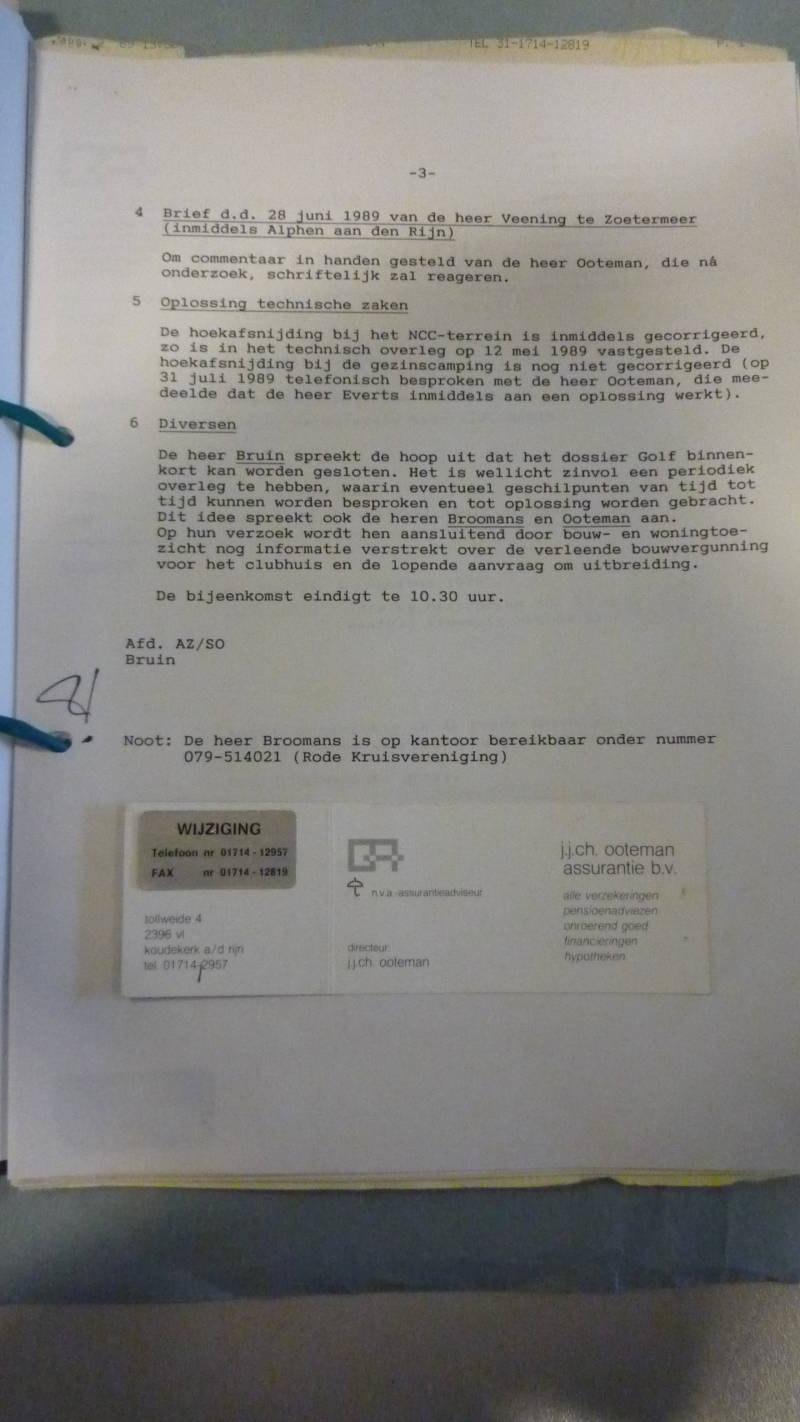 TEL 31-1714-12819
-3-
4 Brief d.d. 28 juni 1989 van de heer Veening te Zoetermeer
(inmiddels Alphen aan den Rijn)
Om commentaar in handen gesteld van de heer Ooteman, die ná
onderzoek, schriftelijk zal reageren.
5 Oplossing technische zaken
De hoekafsnijding bij het NCC-terrein is inmiddels gecorrigeerd,
zo is in het technisch overleg op 12 mei 1989 vastgesteld. De
hoekafsnijding bij de gezinscamping is nog niet gecorrigeerd (op
31 juli 1989 telefonisch besproken met de heer Ooteman, die mee-
deelde dat de heer Everts inmiddels aan een oplossing werkt).
6 Diversen
De heer Bruin spreekt de hoop uit dat het dossier Golf binnen-
kort kan worden gesloten. Het is wellicht zinvol een periodiek
overleg te hebben, waarin eventueel geschilpunten van tijd tot
tijd kunnen worden besproken en tot oplossing worden gebracht.
Dit idee spreekt ook de heren Broomans en Ooteman aan.
Op hun verzoek wordt hen aansluitend door bouw- en woningtoe-
zicht nog informatie verstrekt over de verleende bouwvergunning
voor het clubhuis en de lopende aanvraag om uitbreiding.
De bijeenkomst eindigt te 10.30 uur.
Afd. AZ/SO
Bruin
Noot: De heer Broomans is op kantoor bereikbaar onder nummer
079-514021 (Rode Kruisvereniging)
WIJZIGING
Telefoon nr 01714 - 12957
FAX nr 01714 - 12819
tollweide 4
2396 vl
koudekerk a/d rijn
tel. 01714-2957
n.v.a.-assurantieadviseur
directeur:
j.j.ch. ooteman
j.j.ch. ooteman
assurantie b.v.
alle verzekeringen
pensioenadviezen
onroerend goed
financieringen
hypotheken